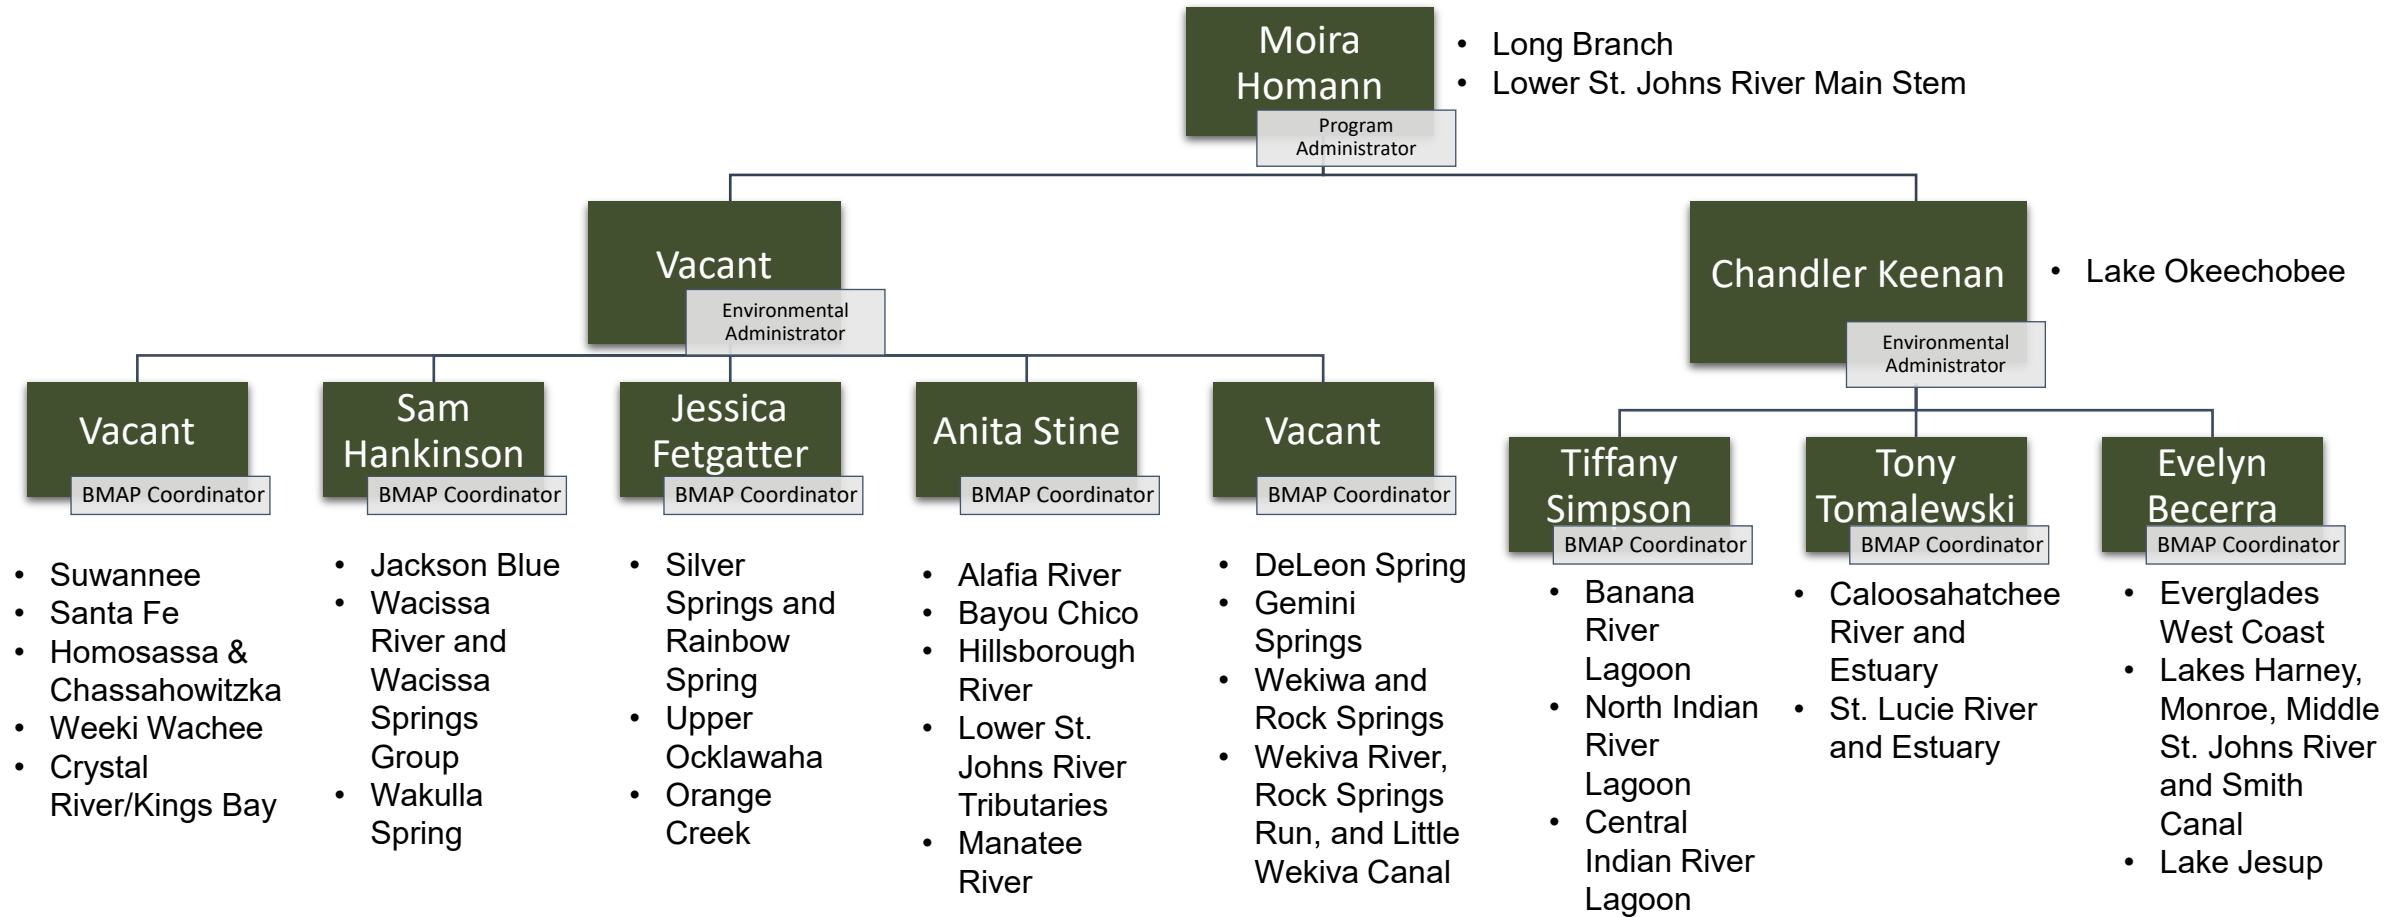 Moira
Homann
Program
Administrator
• Long Branch
• Lower St. Johns River Main Stem
Vacant
Environmental
Administrator
Chandler Keenan
Environmental
Administrator
• Lake Okeechobee
Vacant
BMAP Coordinator
• Suwannee
• Santa Fe
• Homosassa &
Chassahowitzka
• Weeki Wachee
• Crystal
River/Kings Bay
Sam
Hankinson
BMAP Coordinator
• Jackson Blue
• Wacissa
River and
Wacissa
Springs
Group
• Wakulla
Spring
Jessica
Fetgatter
BMAP Coordinator
• Silver
Springs and
Rainbow
Spring
• Upper
Ocklawaha
• Orange
Creek
Anita Stine
BMAP Coordinator
• Alafia River
• Bayou Chico
• Hillsborough
River
• Lower St.
Johns River
Tributaries
• Manatee
River
Vacant
BMAP Coordinator
• DeLeon Spring
• Gemini
Springs
• Wekiwa and
Rock Springs
• Wekiva River,
Rock Springs
Run, and Little
Wekiva Canal
Tiffany
Simpson
BMAP Coordinator
• Banana
River
Lagoon
• North Indian
River
Lagoon
• Central
Indian River
Lagoon
Tony
Tomalewski
BMAP Coordinator
• Caloosahatchee
River and
Estuary
• St. Lucie River
and Estuary
Evelyn
Becerra
BMAP Coordinator
• Everglades
West Coast
• Lakes Harney,
Monroe, Middle
St. Johns River
and Smith
Canal
• Lake Jesup